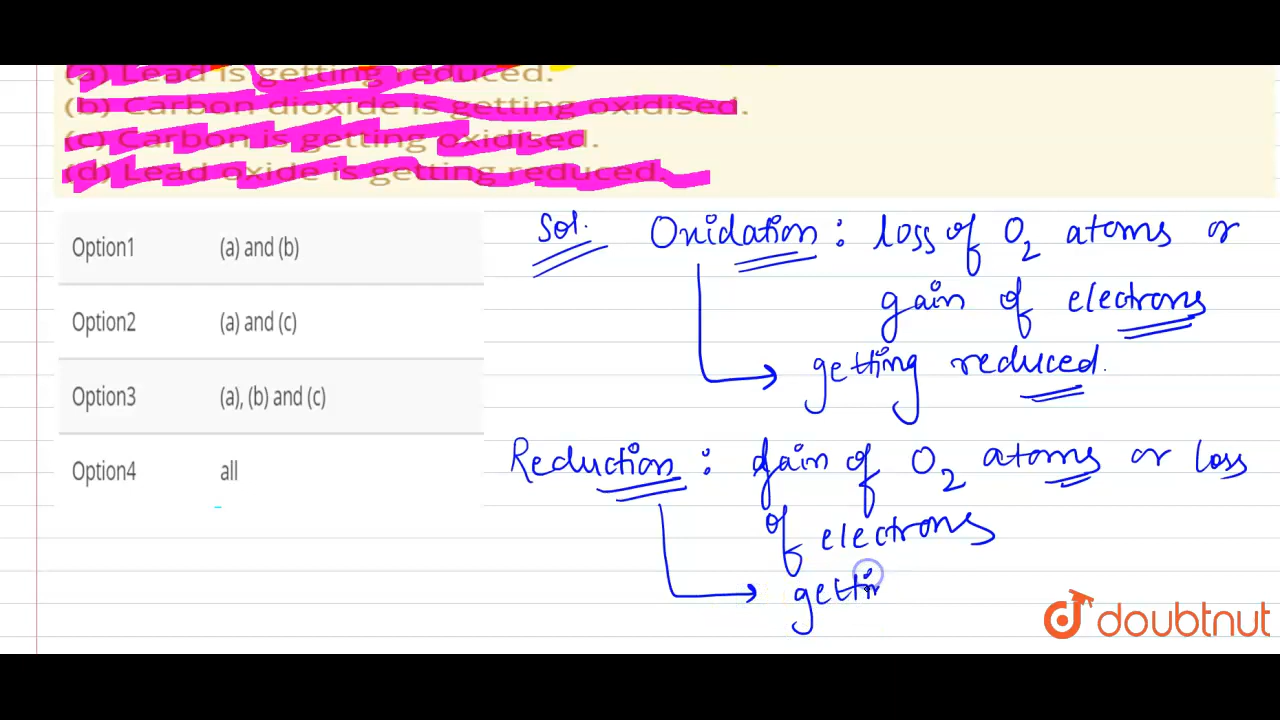 (a) Lead is getting reduced.
(b) Carbon dioxide is getting oxidised.
(c) Carbon is getting oxidised.
(d) Lead oxide is getting reduced.
Option1 (a) and (b)
Option2 (a) and (c)
Option3 (a), (b) and (c)
Option4 all
Sol. Oxidation : loss of O2 atoms or
gain of electrons
getting reduced.
Reduction : gain of O2 atoms or loss
of electrons
gettin
doubtnut